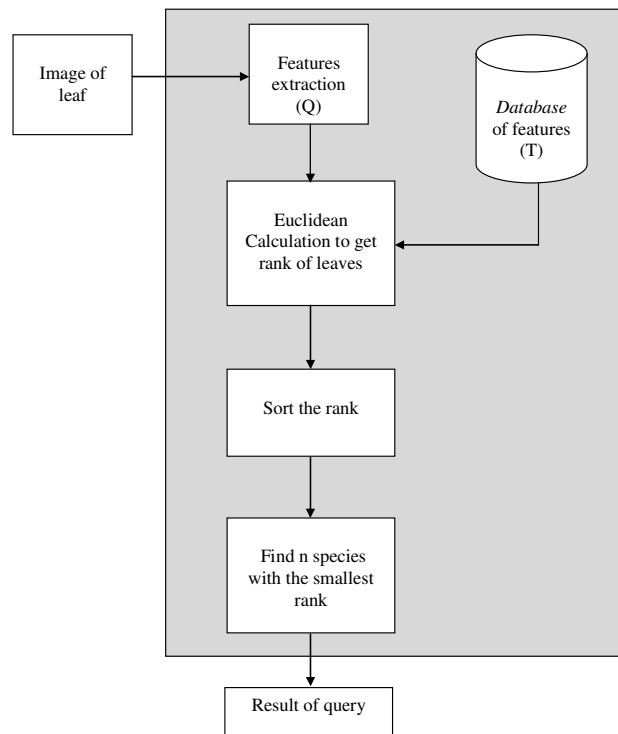 Image of
leaf
Features
extraction
(Q)
Database
of features
(T)
Euclidean
Calculation to get
rank of leaves
Sort the rank
Find n species
with the smallest
rank
Result of query